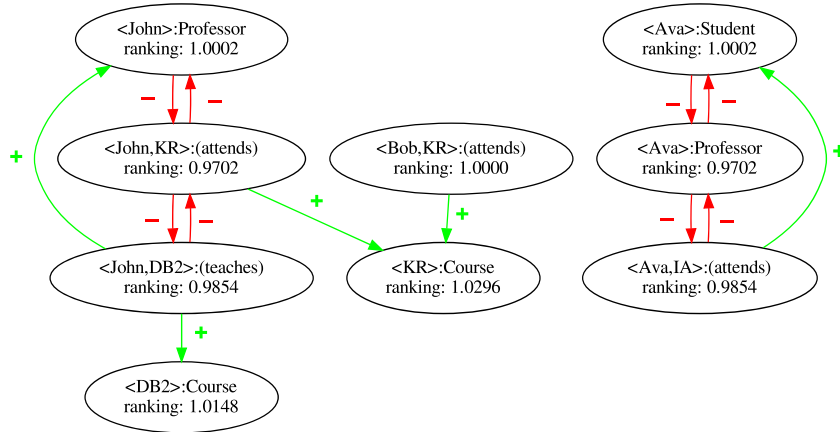 <John>:Professor
ranking: 1.0002
<Ava>:Student
ranking: 1.0002
–
–
–
–
+
<John,KR>:(attends)
ranking: 0.9702
<Bob,KR>:(attends)
ranking: 1.0000
<Ava>:Professor
ranking: 0.9702
+
–
–
+
+
–
–
<John,DB2>:(teaches)
ranking: 0.9854
<KR>:Course
ranking: 1.0296
<Ava,IA>:(attends)
ranking: 0.9854
+
<DB2>:Course
ranking: 1.0148